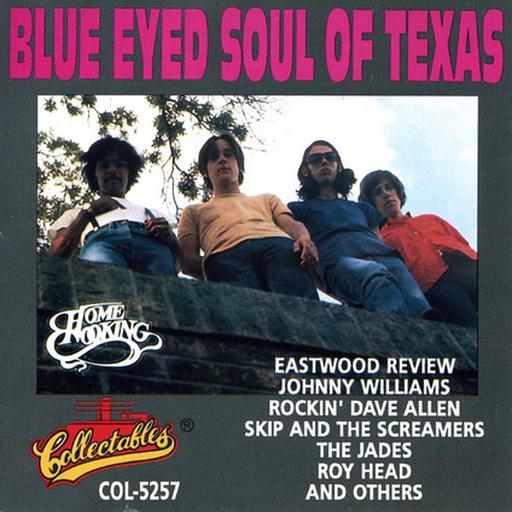 BLUE EYED SOUL OF TEXAS
HOME
COOKING
EASTWOOD REVIEW
JOHNNY WILLIAMS
ROCKIN' DAVE ALLEN
SKIP AND THE SCREAMERS
THE JADES
ROY HEAD
AND OTHERS
Collectables®
COL-5257